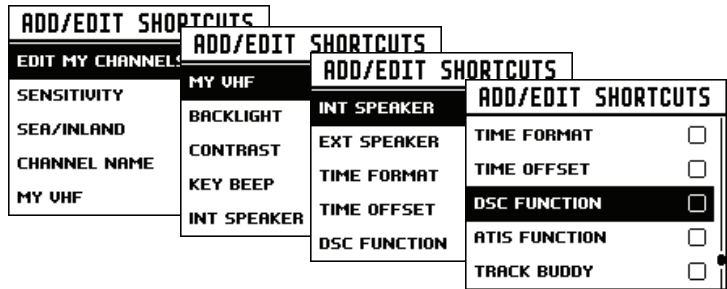 ADD/EDIT SHORTCUTS
EDIT MY CHANNELS
SENSITIVITY
SEA/INLAND
CHANNEL NAME
MY VHF
ADD/EDIT SHORTCUTS
MY VHF
BACKLIGHT
CONTRAST
KEY BEEP
INT SPEAKER
ADD/EDIT SHORTCUTS
INT SPEAKER
EXT SPEAKER
TIME FORMAT
TIME OFFSET
DSC FUNCTION
ADD/EDIT SHORTCUTS
TIME FORMAT
TIME OFFSET
DSC FUNCTION
ATIS FUNCTION
TRACK BUDDY